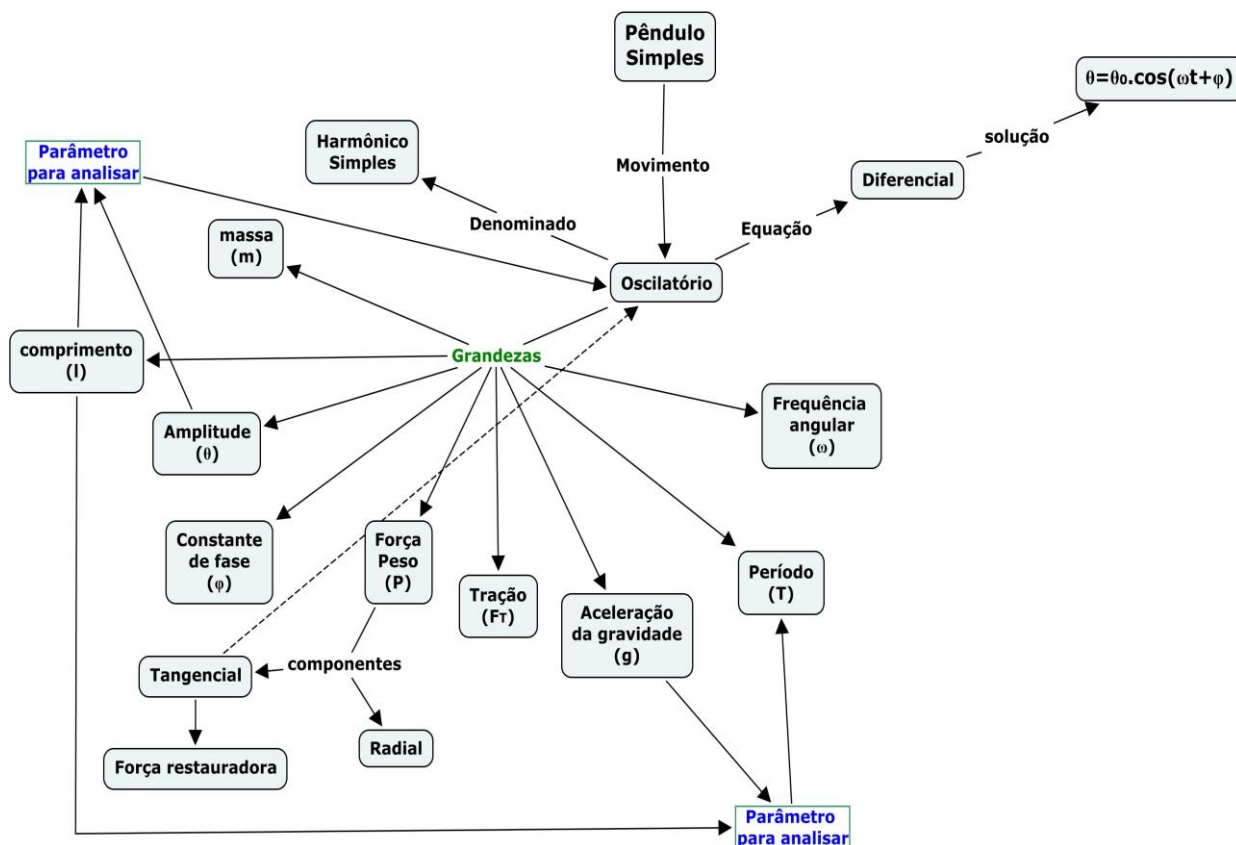 Pêndulo
Simples
θ=θ₀.cos(ωt+φ)
solução
Harmônico
Simples
Parâmetro
para analisar
Movimento
Diferencial
Denominado
Equação
massa
(m)
Oscilatório
comprimento
(l)
Grandezas
Amplitude
(θ)
Frequência
angular
(ω)
Constante
de fase
(φ)
Força
Peso
(P)
Tração
(FT)
Aceleração
da gravidade
(g)
Período
(T)
Tangencial
componentes
Radial
Força restauradora
Parâmetro
para analisar